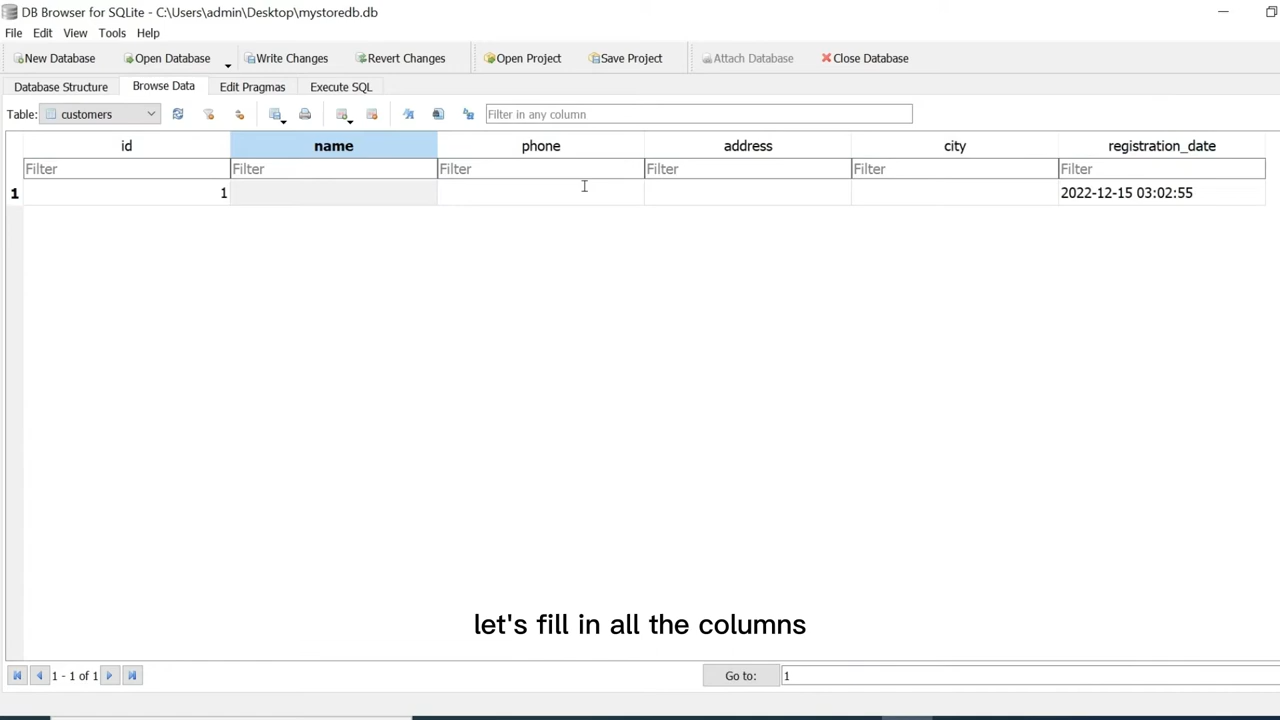 DB Browser for SQLite - C:\Users\admin\Desktop\mystoredb.db
File Edit View Tools Help
New Database Open Database Write Changes Revert Changes Open Project Save Project Attach Database Close Database
Database Structure Browse Data Edit Pragmas Execute SQL
Table: customers Filter in any column
id name phone address city registration_date
Filter Filter Filter Filter Filter Filter
1 1 2022-12-15 03:02:55
let's fill in all the columns
1 - 1 of 1 Go to: 1